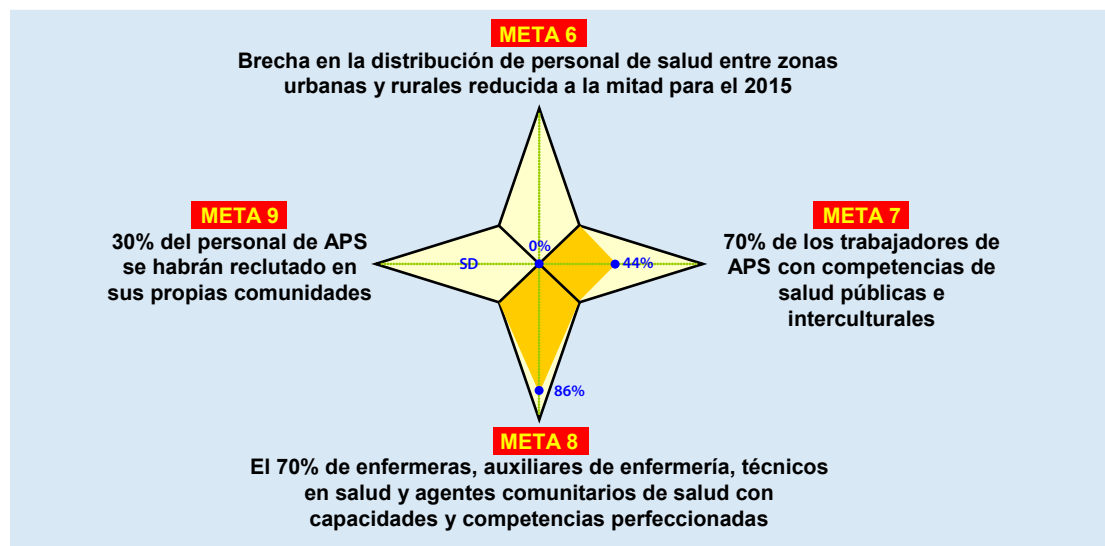 META 6
Brecha en la distribución de personal de salud entre zonas
urbanas y rurales reducida a la mitad para el 2015
META 9
30% del personal de APS
se habrán reclutado en
sus propias comunidades
0%
SD
44%
META 7
70% de los trabajadores de
APS con competencias de
salud públicas e
interculturales
86%
META 8
El 70% de enfermeras, auxiliares de enfermería, técnicos
en salud y agentes comunitarios de salud con
capacidades y competencias perfeccionadas